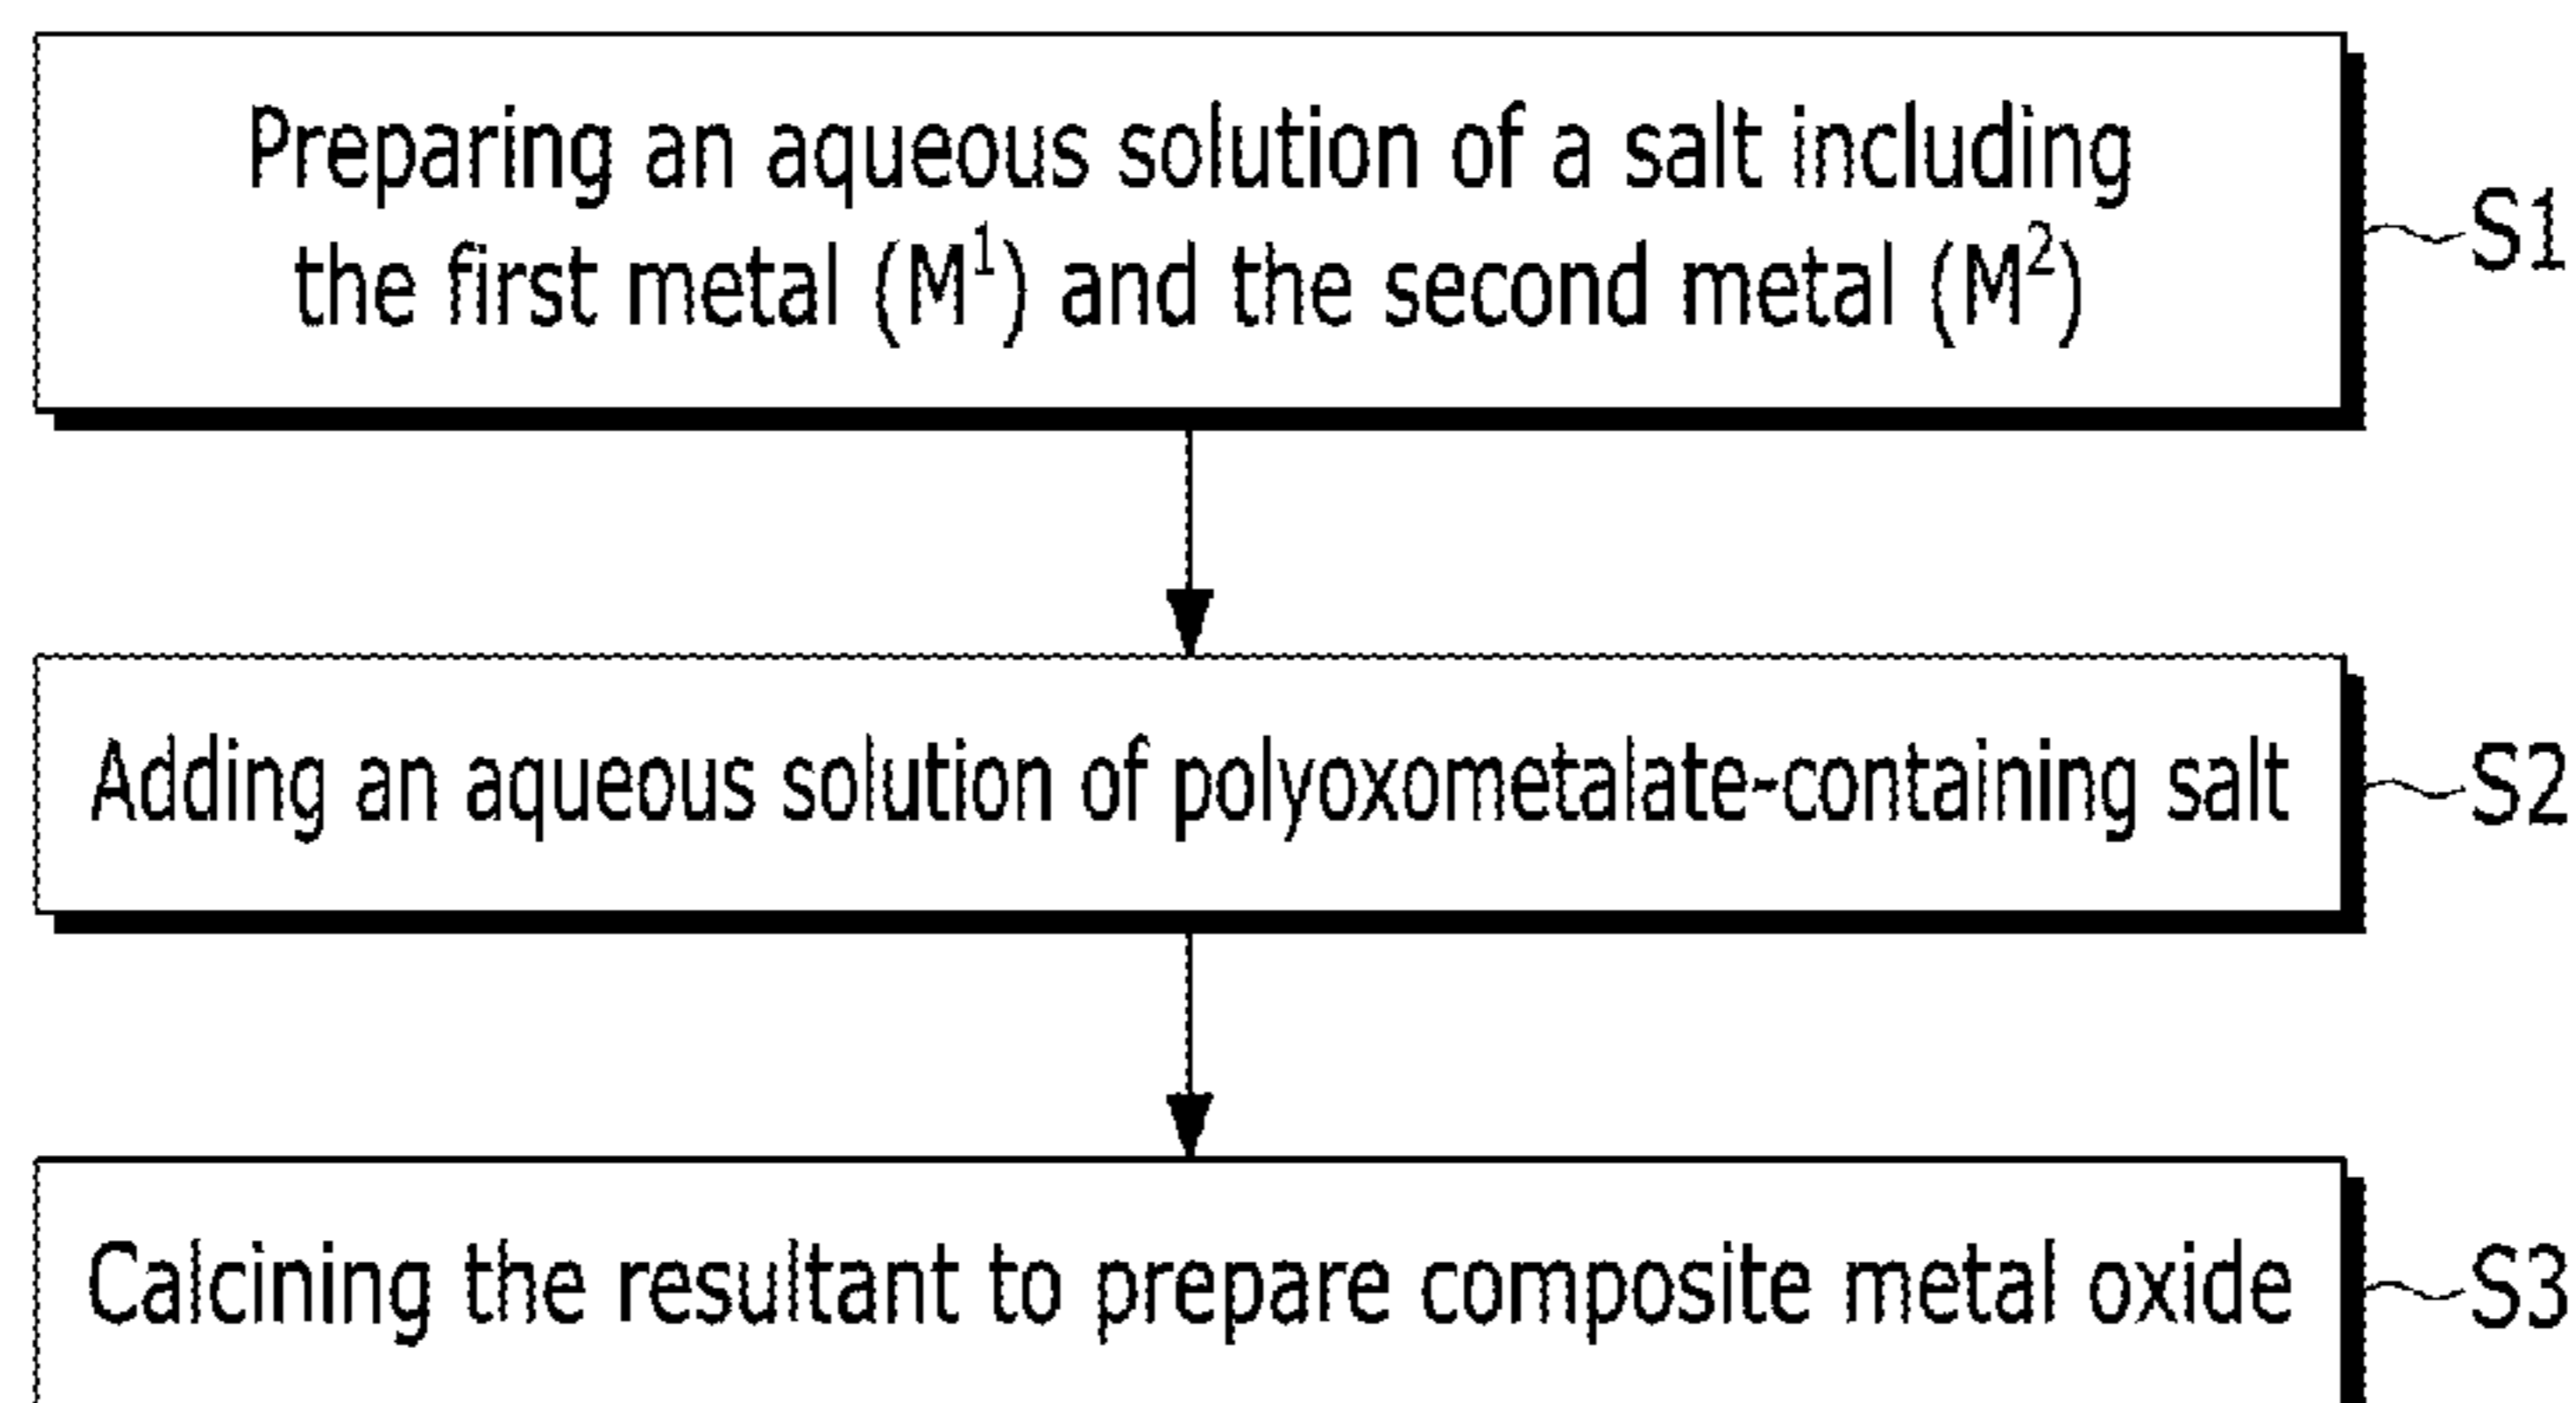 Preparing an aqueous solution of a salt including
the first metal (M¹) and the second metal (M²)
S1
Adding an aqueous solution of polyoxometalate-containing salt
S2
Calcining the resultant to prepare composite metal oxide
S3